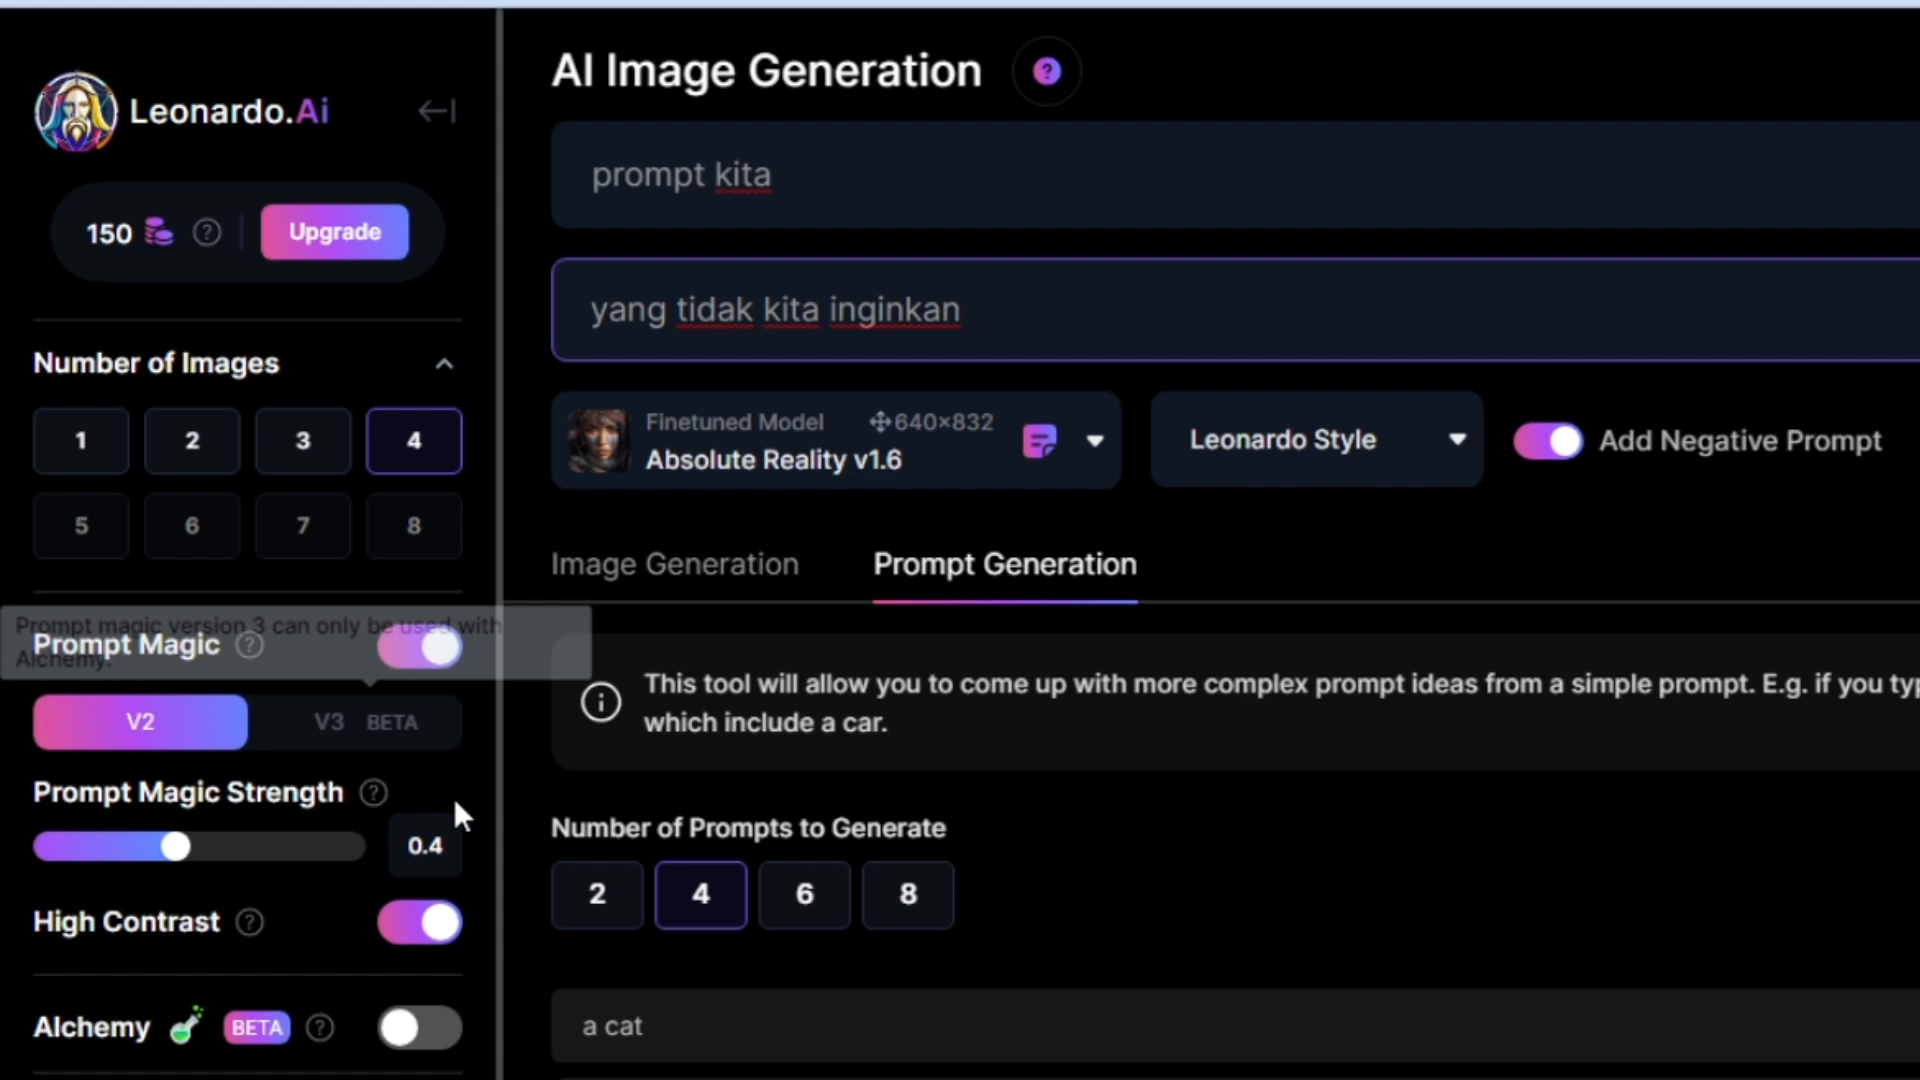 Leonardo.Ai
150
Upgrade
Number of Images
1 2 3 4
5 6 7 8
Prompt magic version 3 can only be used with
Alchemy.
Prompt Magic
V2
V3 BETA
Prompt Magic Strength
0.4
High Contrast
Alchemy BETA
AI Image Generation
prompt kita
yang tidak kita inginkan
Finetuned Model 640×832
Absolute Reality v1.6
Leonardo Style
Add Negative Prompt
Image Generation
Prompt Generation
This tool will allow you to come up with more complex prompt ideas from a simple prompt. E.g. if you typ
which include a car.
Number of Prompts to Generate
2 4 6 8
a cat